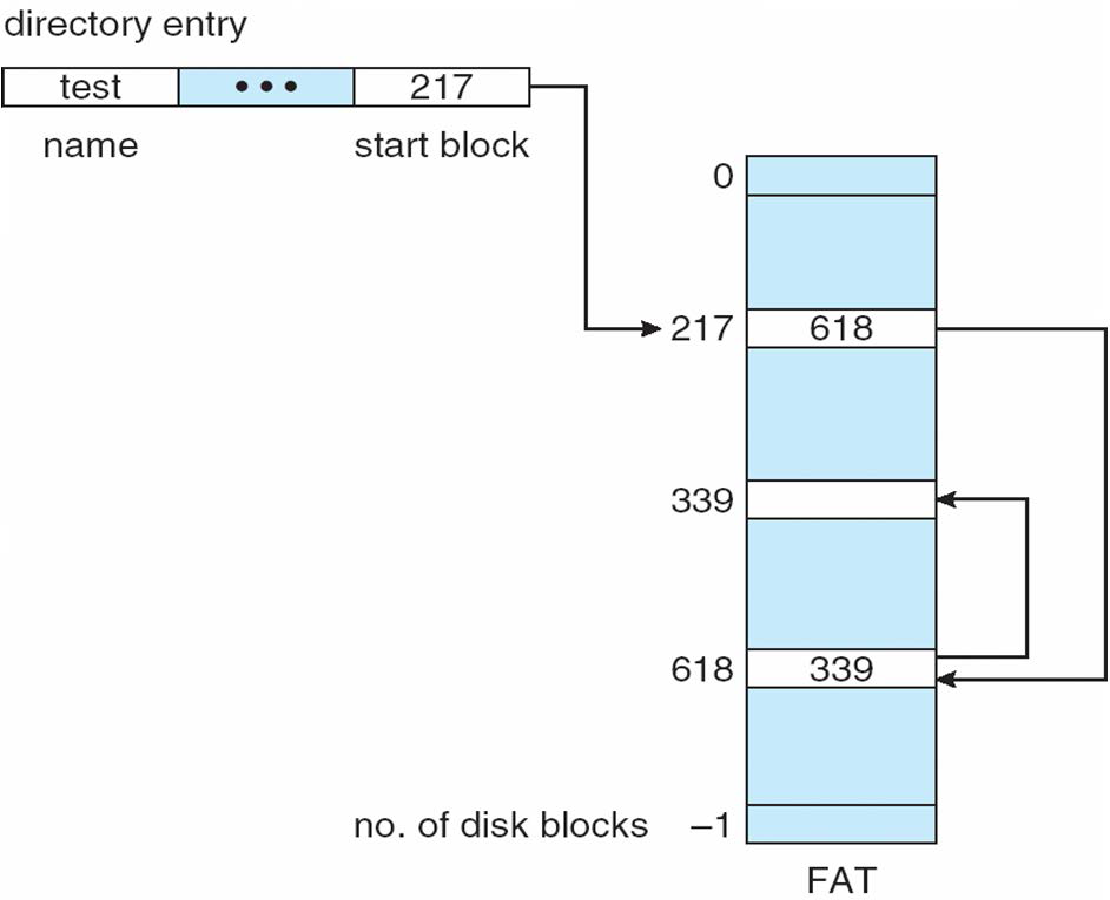 directory entry
test ••• 217
name start block
0
217 618
339
618 339
no. of disk blocks –1
FAT